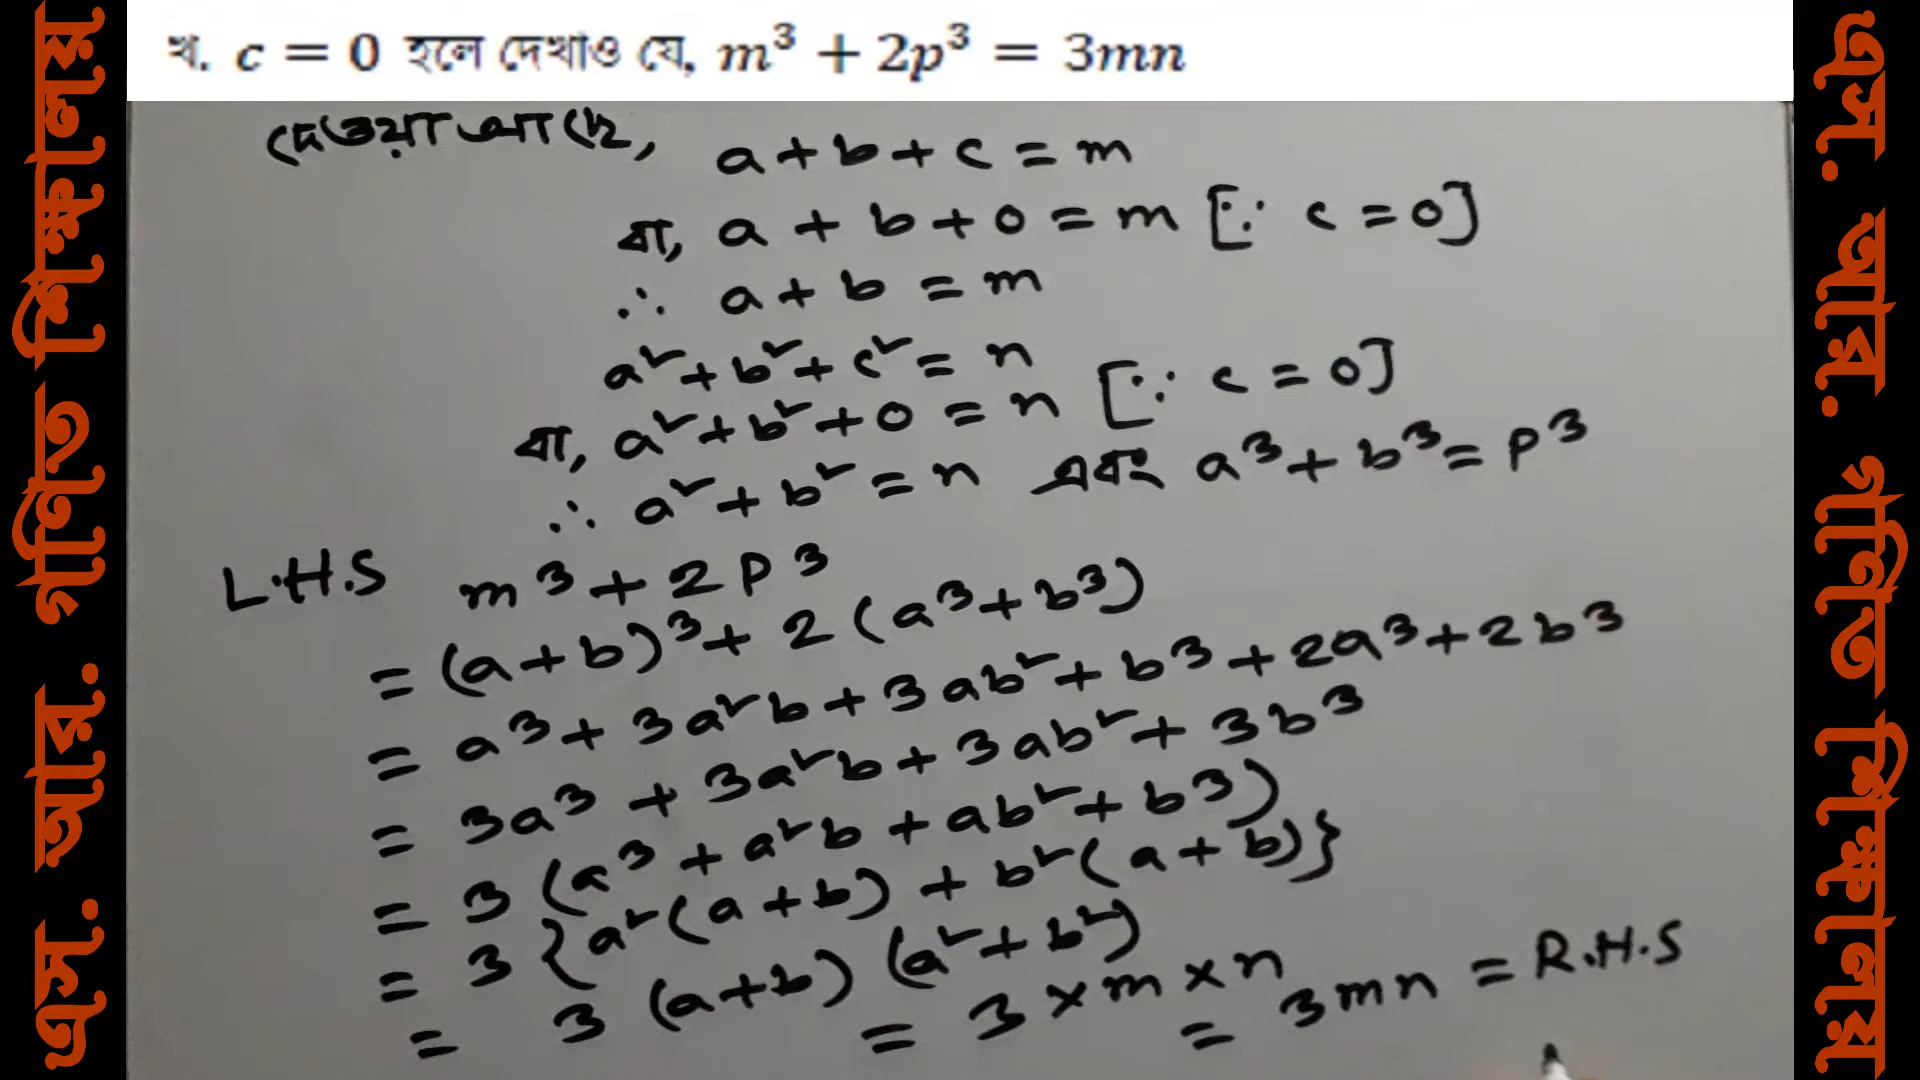 এস. আর. গনিত শিক্ষালয়
খ. c = 0 হলে দেখাও যে, m³ + 2p³ = 3mn
দেওয়া আছে, a + b + c = m
বা, a + b + 0 = m [∵ c = 0]
∴ a + b = m
a² + b² + c² = n
বা, a² + b² + 0 = n [∵ c = 0]
∴ a² + b² = n এবং a³ + b³ = p³
L.H.S m³ + 2p³
= (a+b)³ + 2(a³+b³)
= a³ + 3a²b + 3ab² + b³ + 2a³ + 2b³
= 3a³ + 3a²b + 3ab² + 3b³
= 3(a³ + a²b + ab² + b³)
= 3{a²(a+b) + b²(a+b)}
= 3(a+b)(a²+b²) = 3×m×n = 3mn = R.H.S
এস. আর. গনিত শিক্ষালয়